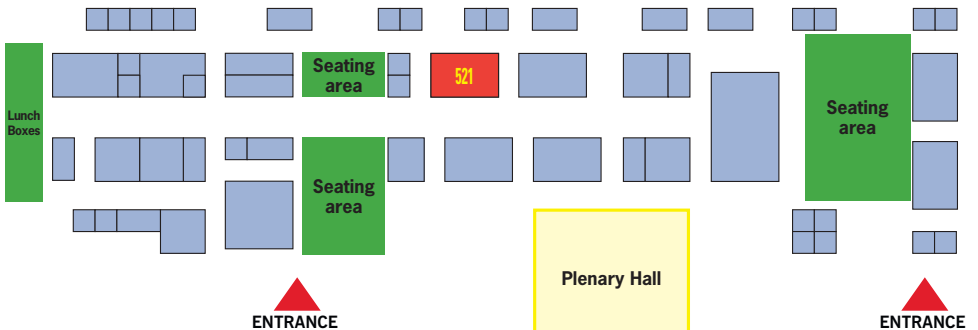 Lunch
Boxes
Seating
area
521
Seating
area
Seating
area
Plenary Hall
ENTRANCE
ENTRANCE